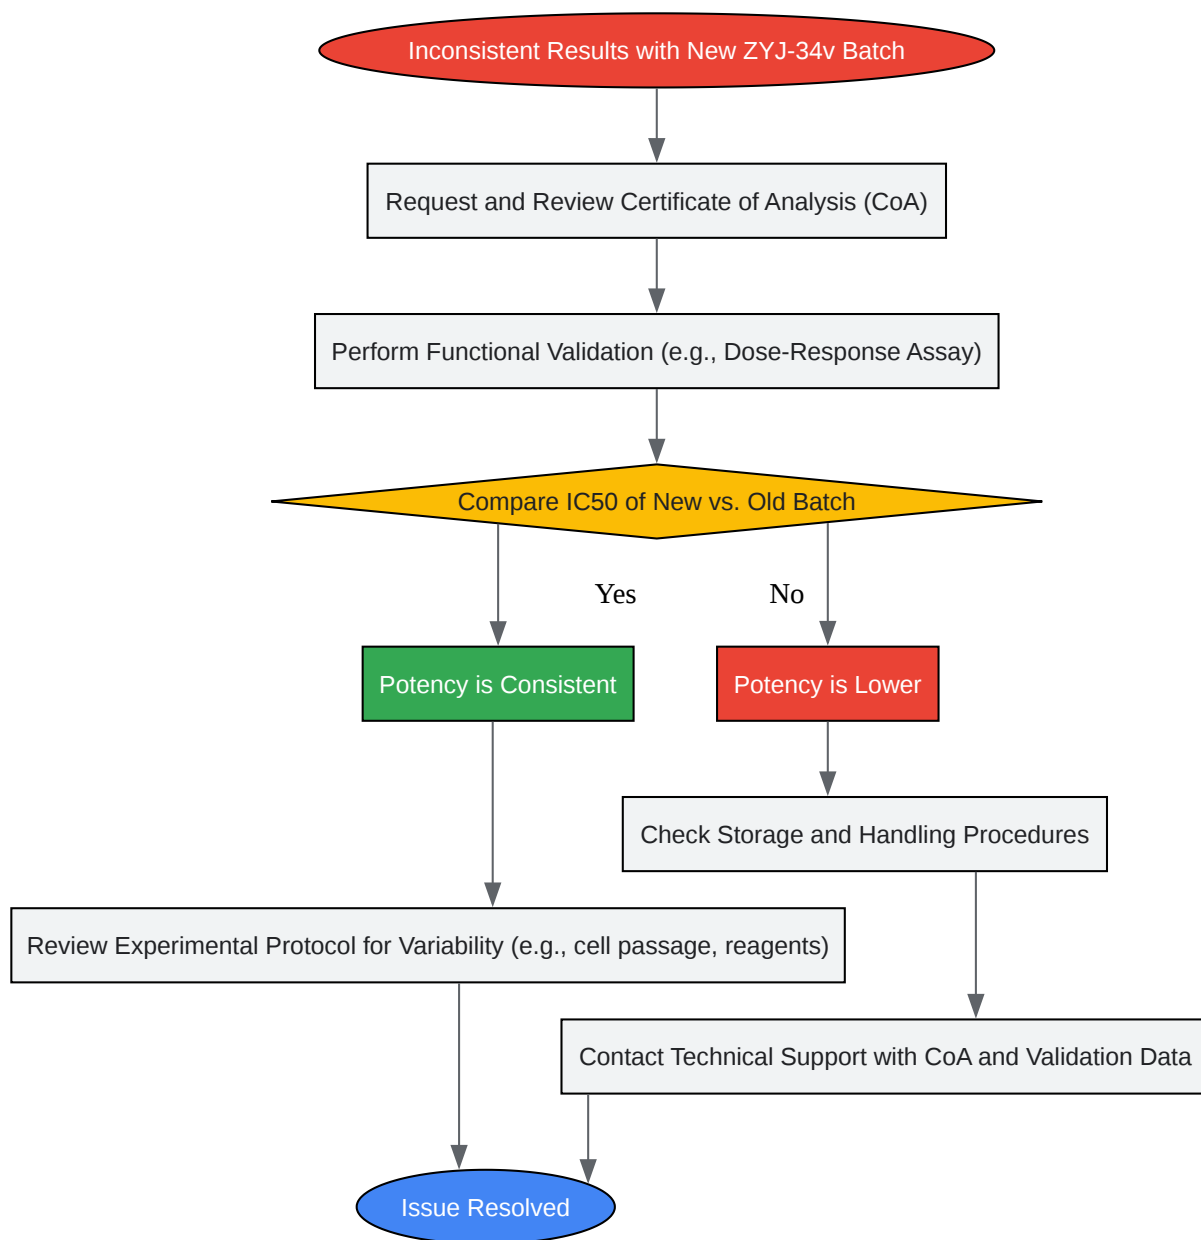 Inconsistent Results with New ZYJ-34v Batch
Request and Review Certificate of Analysis (CoA)
Perform Functional Validation (e.g., Dose-Response Assay)
Compare IC50 of New vs. Old Batch
Yes
No
Potency is Consistent
Potency is Lower
Check Storage and Handling Procedures
Review Experimental Protocol for Variability (e.g., cell passage, reagents)
Contact Technical Support with CoA and Validation Data
Issue Resolved